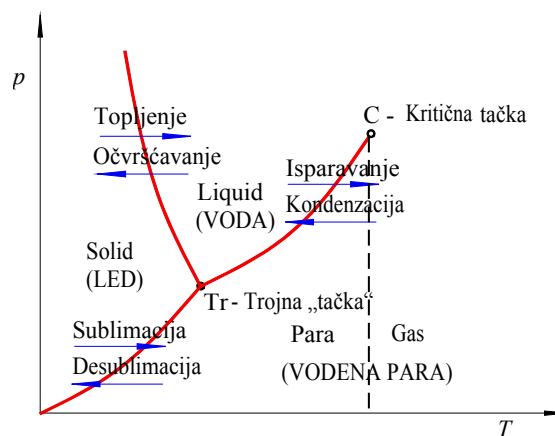 p
Topljenje
Očvršćavanje
C - Kritična tačka
Isparavanje
Kondenzacija
Liquid
(VODA)
Solid
(LED)
Tr - Trojna „tačka“
Sublimacija
Desublimacija
Para
Gas
(VODENA PARA)
T